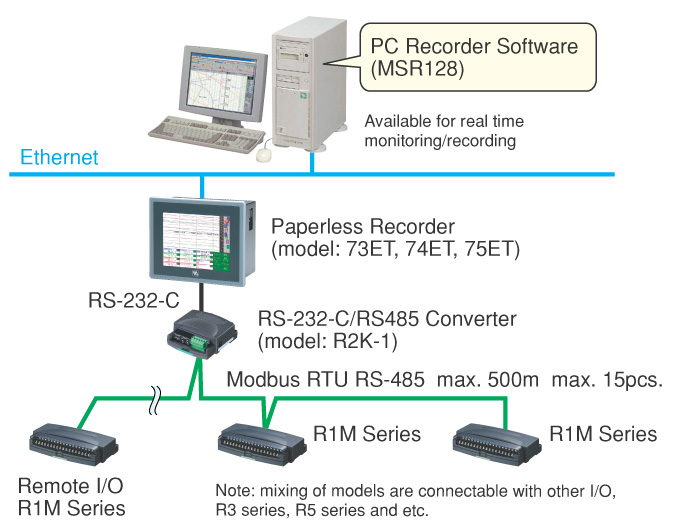 PC Recorder Software
(MSR128)
Available for real time
monitoring/recording
Ethernet
Paperless Recorder
(model: 73ET, 74ET, 75ET)
RS-232-C
RS-232-C/RS485 Converter
(model: R2K-1)
Modbus RTU RS-485 max. 500m max. 15pcs.
R1M Series
R1M Series
Remote I/O
R1M Series
Note: mixing of models are connectable with other I/O,
R3 series, R5 series and etc.